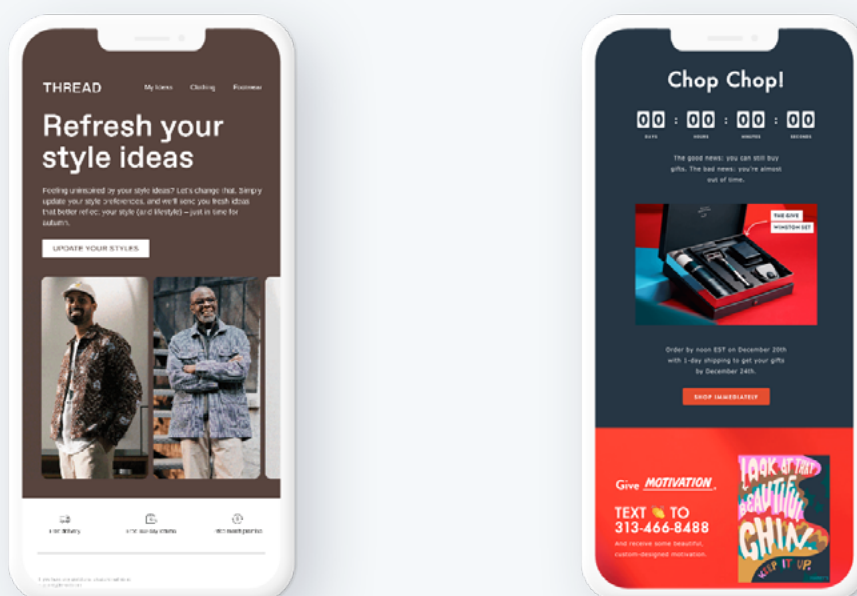 THREAD
My Ideas Clothing Footwear
Refresh your
style ideas
Feeling uninspired by your style ideas? Let's change that. Simply
update your style preferences, and we'll send you fresh ideas
that better reflect your style (and lifestyle) – just in time for
autumn.
UPDATE YOUR STYLES
Free delivery
Chop Chop!
00 : 00 : 00 : 00
DAYS HOURS MINUTES SECONDS
The good news: you can still buy
gifts. The bad news: you're almost
out of time.
THE GIVE
WINSTON SET
Order by noon EST on December 20th
with 1-day shipping to get your gifts
by December 24th.
SHOP IMMEDIATELY
Give MOTIVATION.
TEXT 👏 TO
313-466-8488
And receive some beautiful,
custom-designed motivation.
LOOK AT THAT
BEAUTIFUL
CHIN.
KEEP IT UP.